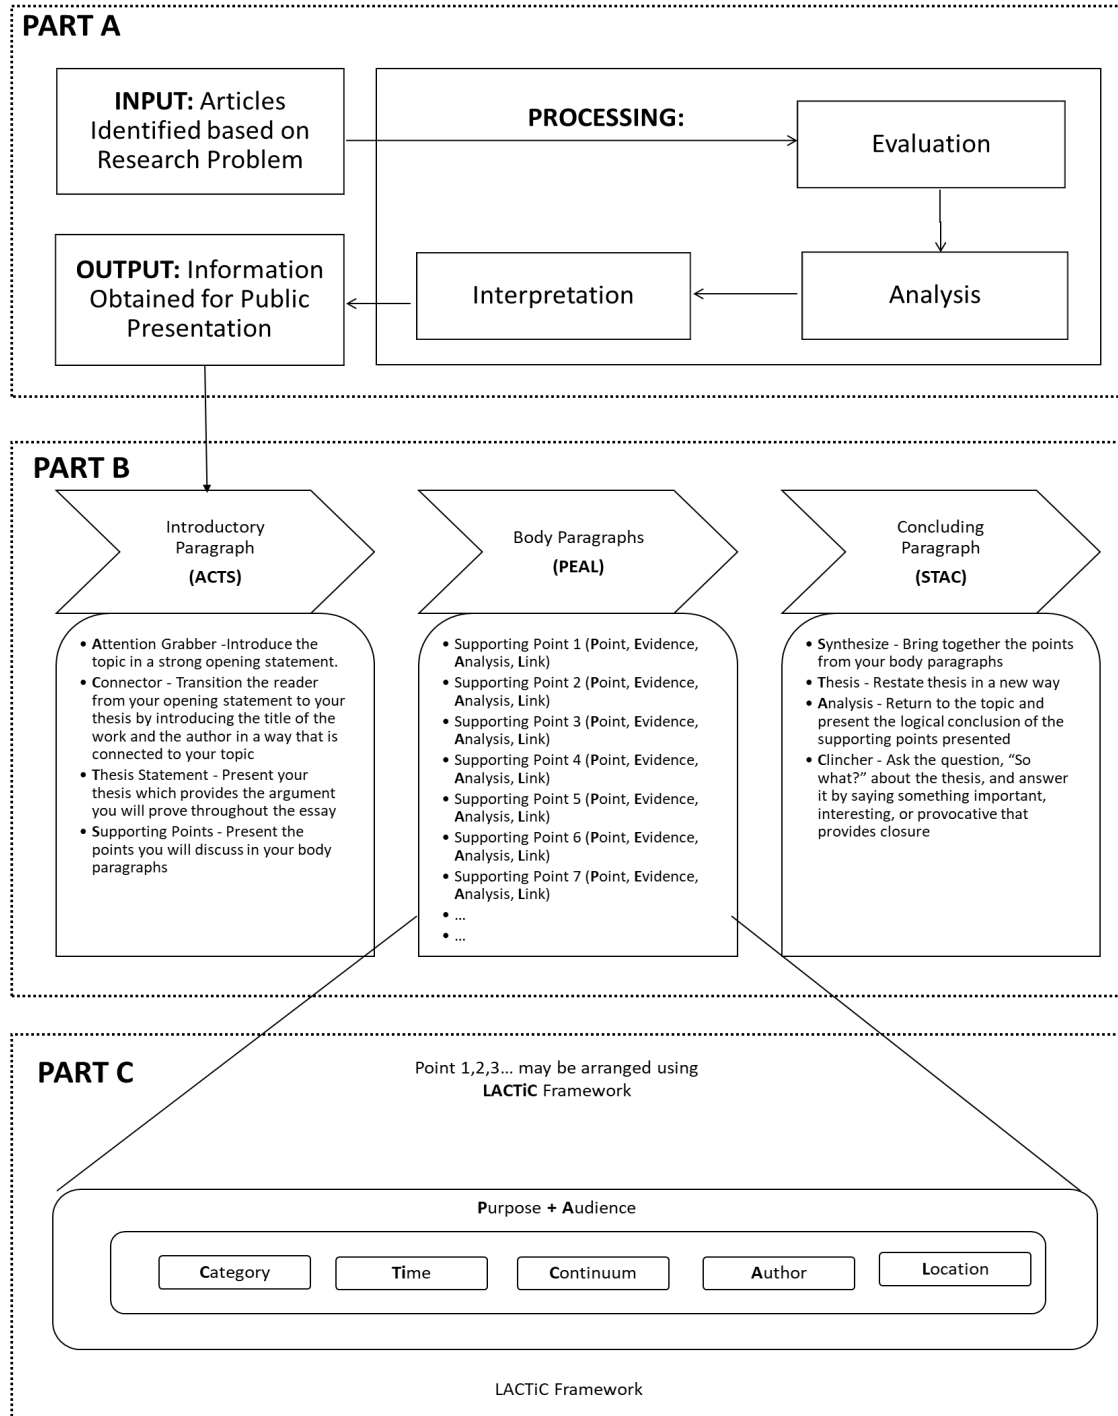 PART A
INPUT: Articles
Identified based on
Research Problem
PROCESSING:
Evaluation
OUTPUT: Information
Obtained for Public
Presentation
Interpretation
Analysis
PART B
Introductory
Paragraph
(ACTS)
• Attention Grabber -Introduce the
topic in a strong opening statement.
• Connector - Transition the reader
from your opening statement to your
thesis by introducing the title of the
work and the author in a way that is
connected to your topic
• Thesis Statement - Present your
thesis which provides the argument
you will prove throughout the essay
• Supporting Points - Present the
points you will discuss in your body
paragraphs
Body Paragraphs
(PEAL)
• Supporting Point 1 (Point, Evidence,
Analysis, Link)
• Supporting Point 2 (Point, Evidence,
Analysis, Link)
• Supporting Point 3 (Point, Evidence,
Analysis, Link)
• Supporting Point 4 (Point, Evidence,
Analysis, Link)
• Supporting Point 5 (Point, Evidence,
Analysis, Link)
• Supporting Point 6 (Point, Evidence,
Analysis, Link)
• Supporting Point 7 (Point, Evidence,
Analysis, Link)
• ...
• ...
Concluding
Paragraph
(STAC)
• Synthesize - Bring together the points
from your body paragraphs
• Thesis - Restate thesis in a new way
• Analysis - Return to the topic and
present the logical conclusion of the
supporting points presented
• Clincher - Ask the question, “So
what?” about the thesis, and answer
it by saying something important,
interesting, or provocative that
provides closure
PART C
Point 1,2,3... may be arranged using
LACTiC Framework
Purpose + Audience
Category
Time
Continuum
Author
Location
LACTiC Framework